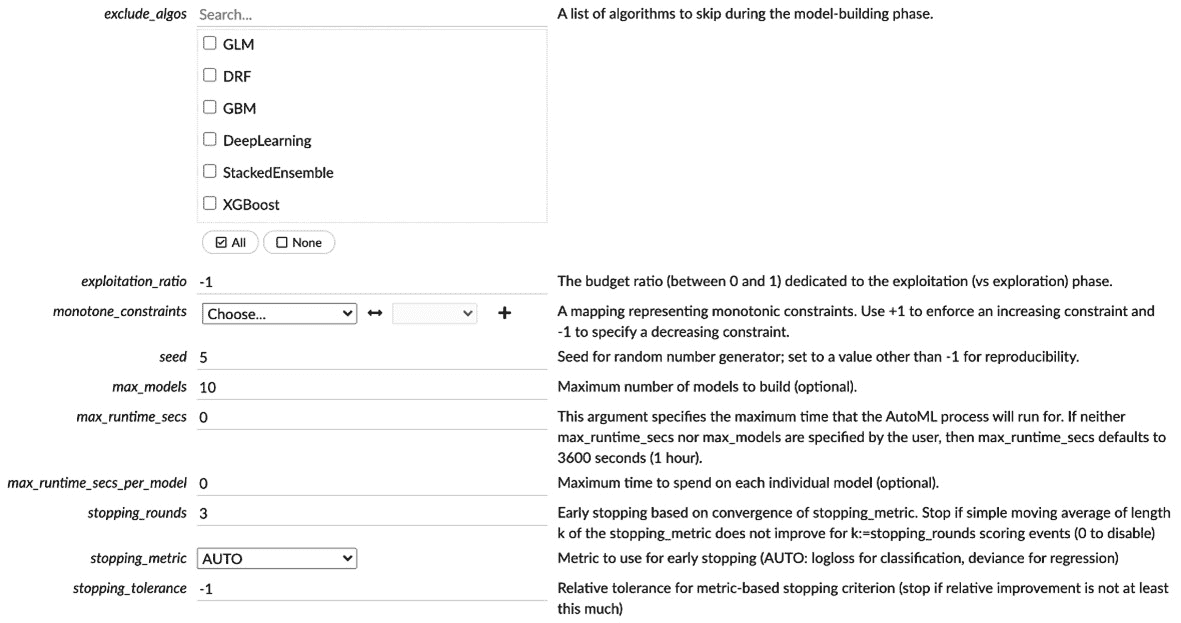 exclude_algos Search... A list of algorithms to skip during the model-building phase.
GLM
DRF
GBM
DeepLearning
StackedEnsemble
XGBoost
All None
exploitation_ratio -1 The budget ratio (between 0 and 1) dedicated to the exploitation (vs exploration) phase.
monotone_constraints Choose... A mapping representing monotonic constraints. Use +1 to enforce an increasing constraint and
-1 to specify a decreasing constraint.
seed 5 Seed for random number generator; set to a value other than -1 for reproducibility.
max_models 10 Maximum number of models to build (optional).
max_runtime_secs 0 This argument specifies the maximum time that the AutoML process will run for. If neither
max_runtime_secs nor max_models are specified by the user, then max_runtime_secs defaults to
3600 seconds (1 hour).
max_runtime_secs_per_model 0 Maximum time to spend on each individual model (optional).
stopping_rounds 3 Early stopping based on convergence of stopping_metric. Stop if simple moving average of length
k of the stopping_metric does not improve for k:=stopping_rounds scoring events (0 to disable)
stopping_metric AUTO Metric to use for early stopping (AUTO: logloss for classification, deviance for regression)
stopping_tolerance -1 Relative tolerance for metric-based stopping criterion (stop if relative improvement is not at least
this much)